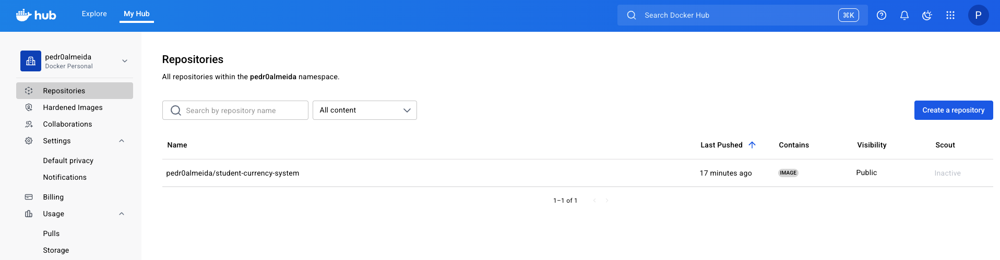 hub
Explore
My Hub
Search Docker Hub
⌘K
P
pedr0almeida
Docker Personal
Repositories
Hardened Images
Collaborations
Settings
Default privacy
Notifications
Billing
Usage
Pulls
Storage
Repositories
All repositories within the pedr0almeida namespace.
Search by repository name
All content
Create a repository
Name Last Pushed Contains Visibility Scout
pedr0almeida/student-currency-system 17 minutes ago IMAGE Public Inactive
1–1 of 1